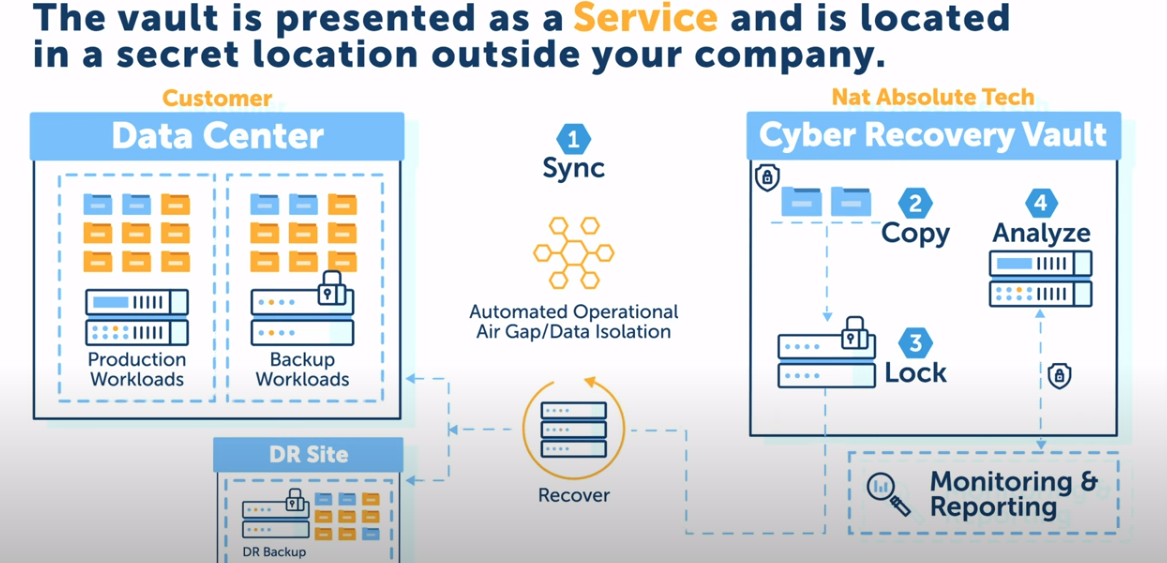 The vault is presented as a Service and is located
in a secret location outside your company.
Customer
Data Center
Production
Workloads
Backup
Workloads
DR Site
DR Backup
1
Sync
Automated Operational
Air Gap/Data Isolation
Recover
Nat Absolute Tech
Cyber Recovery Vault
2
Copy
3
Lock
4
Analyze
Monitoring &
Reporting